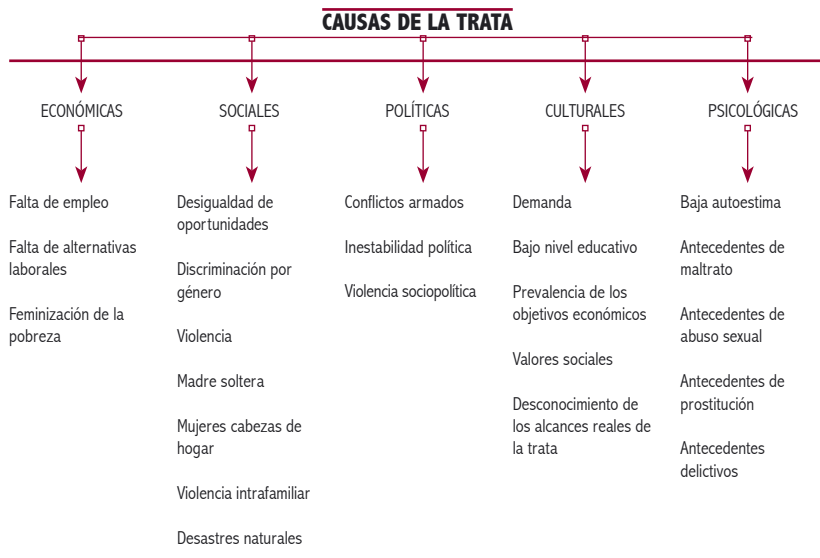 CAUSAS DE LA TRATA
ECONÓMICAS
Falta de empleo
Falta de alternativas
laborales
Feminización de la
pobreza
SOCIALES
Desigualdad de
oportunidades
Discriminación por
género
Violencia
Madre soltera
Mujeres cabezas de
hogar
Violencia intrafamiliar
Desastres naturales
POLÍTICAS
Conflictos armados
Inestabilidad política
Violencia sociopolítica
CULTURALES
Demanda
Bajo nivel educativo
Prevalencia de los
objetivos económicos
Valores sociales
Desconocimiento de
los alcances reales de
la trata
PSICOLÓGICAS
Baja autoestima
Antecedentes de
maltrato
Antecedentes de
abuso sexual
Antecedentes de
prostitución
Antecedentes
delictivos